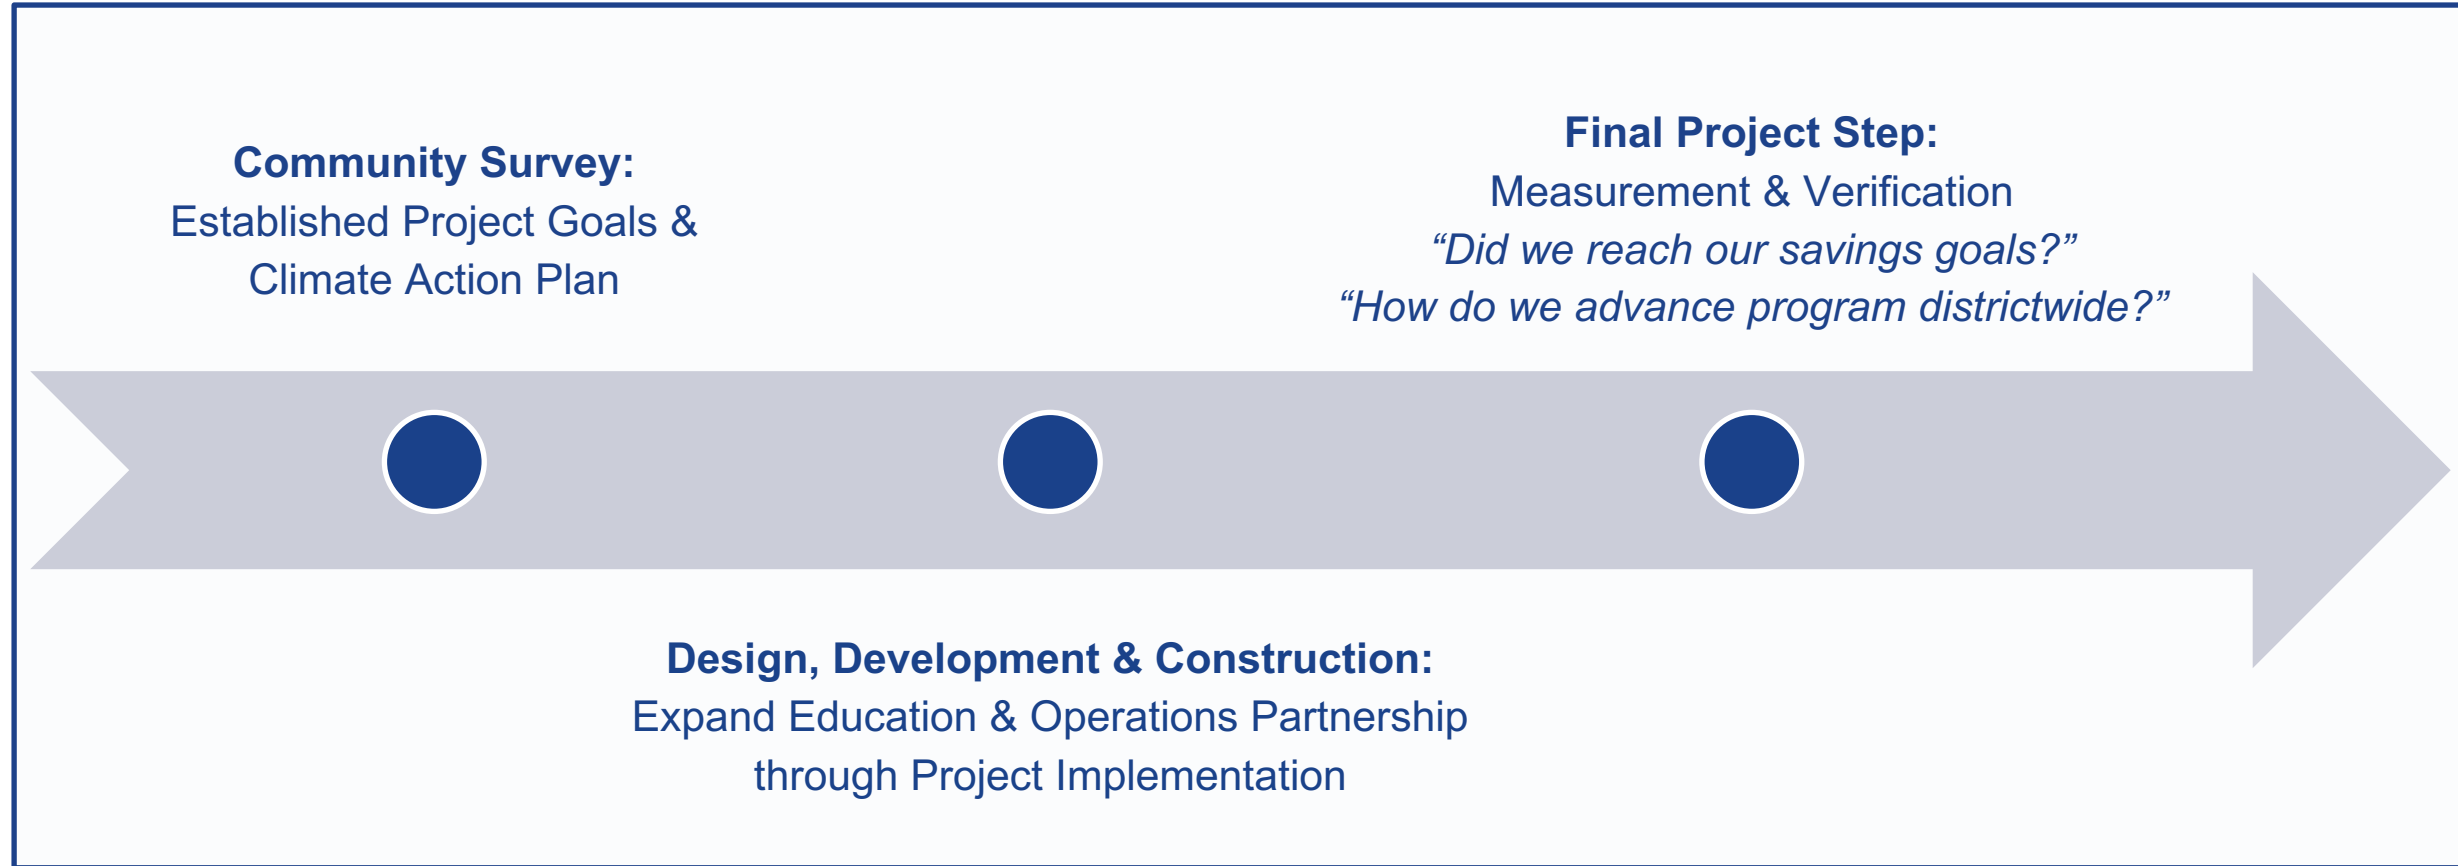 Community Survey:
Established Project Goals &
Climate Action Plan
Design, Development & Construction:
Expand Education & Operations Partnership
through Project Implementation
Final Project Step:
Measurement & Verification
“Did we reach our savings goals?”
“How do we advance program districtwide?”